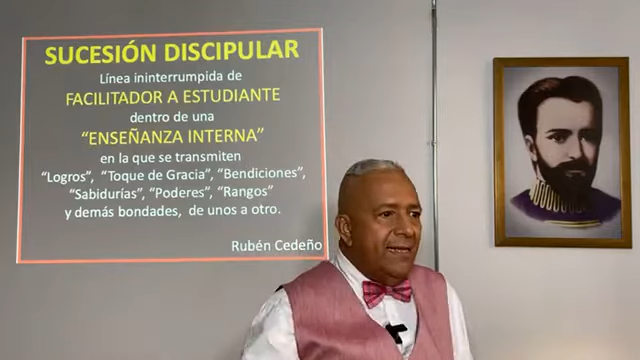 SUCESIÓN DISCIPULAR
Línea ininterrumpida de
FACILITADOR A ESTUDIANTE
dentro de una
“ENSEÑANZA INTERNA”
en la que se transmiten
“Logros”, “Toque de Gracia”, “Bendiciones”,
“Sabidurías”, “Poderes”, “Rangos”
y demás bondades, de unos a otro.
Rubén Cedeño